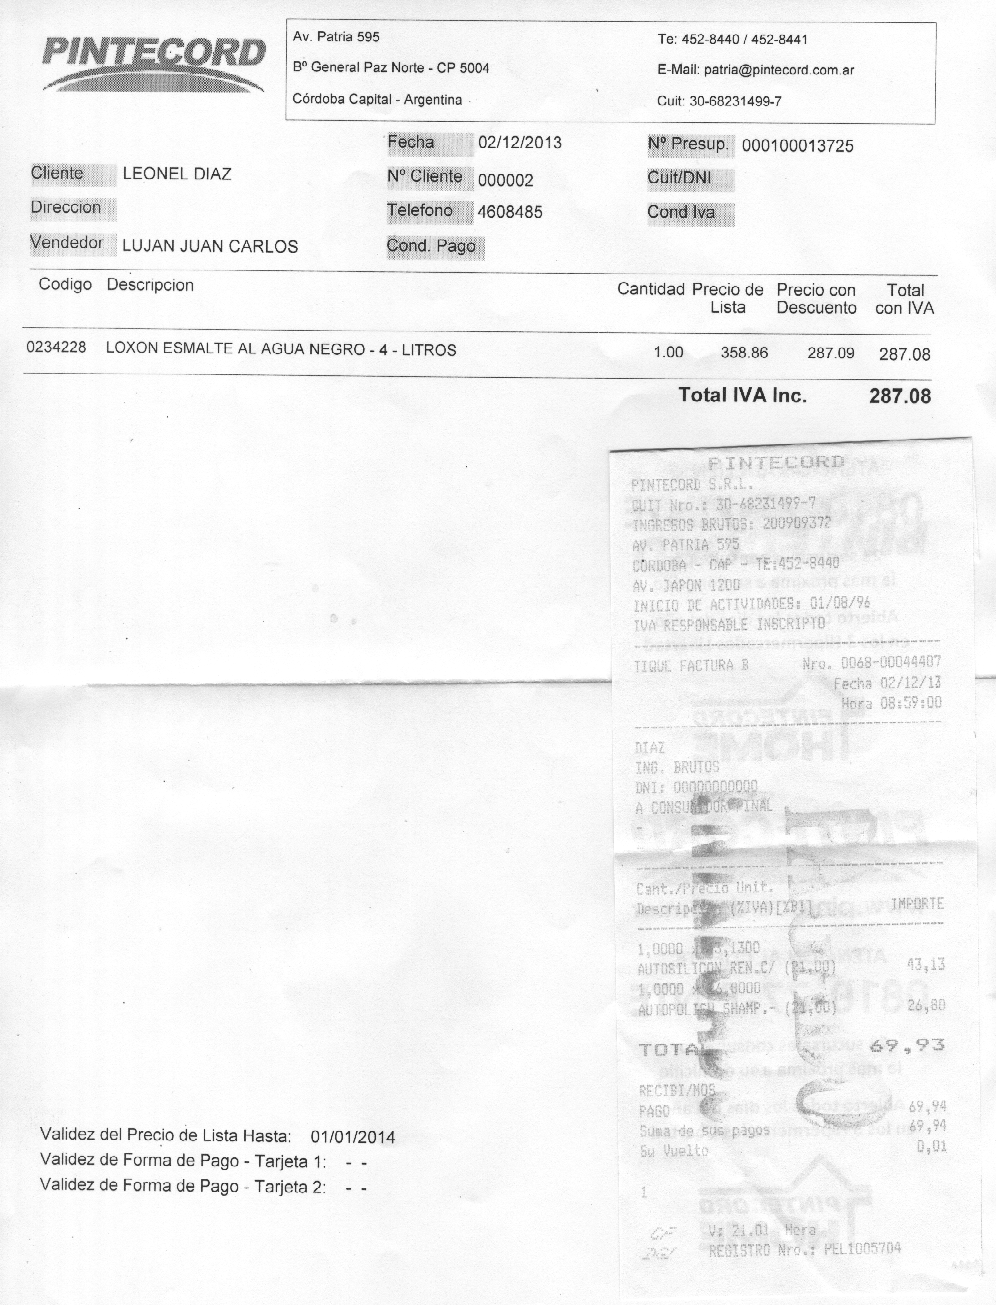 PINTECORD
Av. Patria 595
Te: 452-8440 / 452-8441
Bº General Paz Norte - CP 5004
E-Mail: patria@pintecord.com.ar
Córdoba Capital - Argentina
Cuit: 30-68231499-7
Fecha 02/12/2013
Nº Presup. 000100013725
Cliente LEONEL DIAZ
Nº Cliente 000002
Cuit/DNI
Direccion
Telefono 4608485
Cond Iva
Vendedor LUJAN JUAN CARLOS
Cond. Pago
Codigo Descripcion Cantidad Precio de Lista Precio con Descuento Total con IVA
0234228 LOXON ESMALTE AL AGUA NEGRO - 4 - LITROS 1.00 358.86 287.09 287.08
Total IVA Inc. 287.08
PINTECORD
PINTECORD S.R.L.
CUIT Nro.: 30-68231499-7
INGRESOS BRUTOS: 200909372
AV. PATRIA 595
CORDOBA - CAP - TE:452-8440
AV. JAPON 1200
INICIO DE ACTIVIDADES: 01/08/96
IVA RESPONSABLE INSCRIPTO
TIQUE FACTURA B Nro. 0068-00044407
Fecha 02/12/13
Hora 08:59:00
DIAZ
ING. BRUTOS
DNI: 00000000000
A CONSUMIDOR FINAL
Cant./Precio Unit.
Descripcion (%IVA)[%BI] IMPORTE
1,0000
AUTOSILICON REN.C/ (21,00) 43,13
1,0000
AUTOPOLISH SHAMP.- (21,00) 26,80
TOTAL 69,93
RECIBI/MOS
PAGO 69,94
Suma de sus pagos 69,94
Su Vuelto 0,01
1
CF V: 21.01 Hora
REGISTRO Nro.: PEL1005704
Validez del Precio de Lista Hasta: 01/01/2014
Validez de Forma de Pago - Tarjeta 1: - -
Validez de Forma de Pago - Tarjeta 2: - -